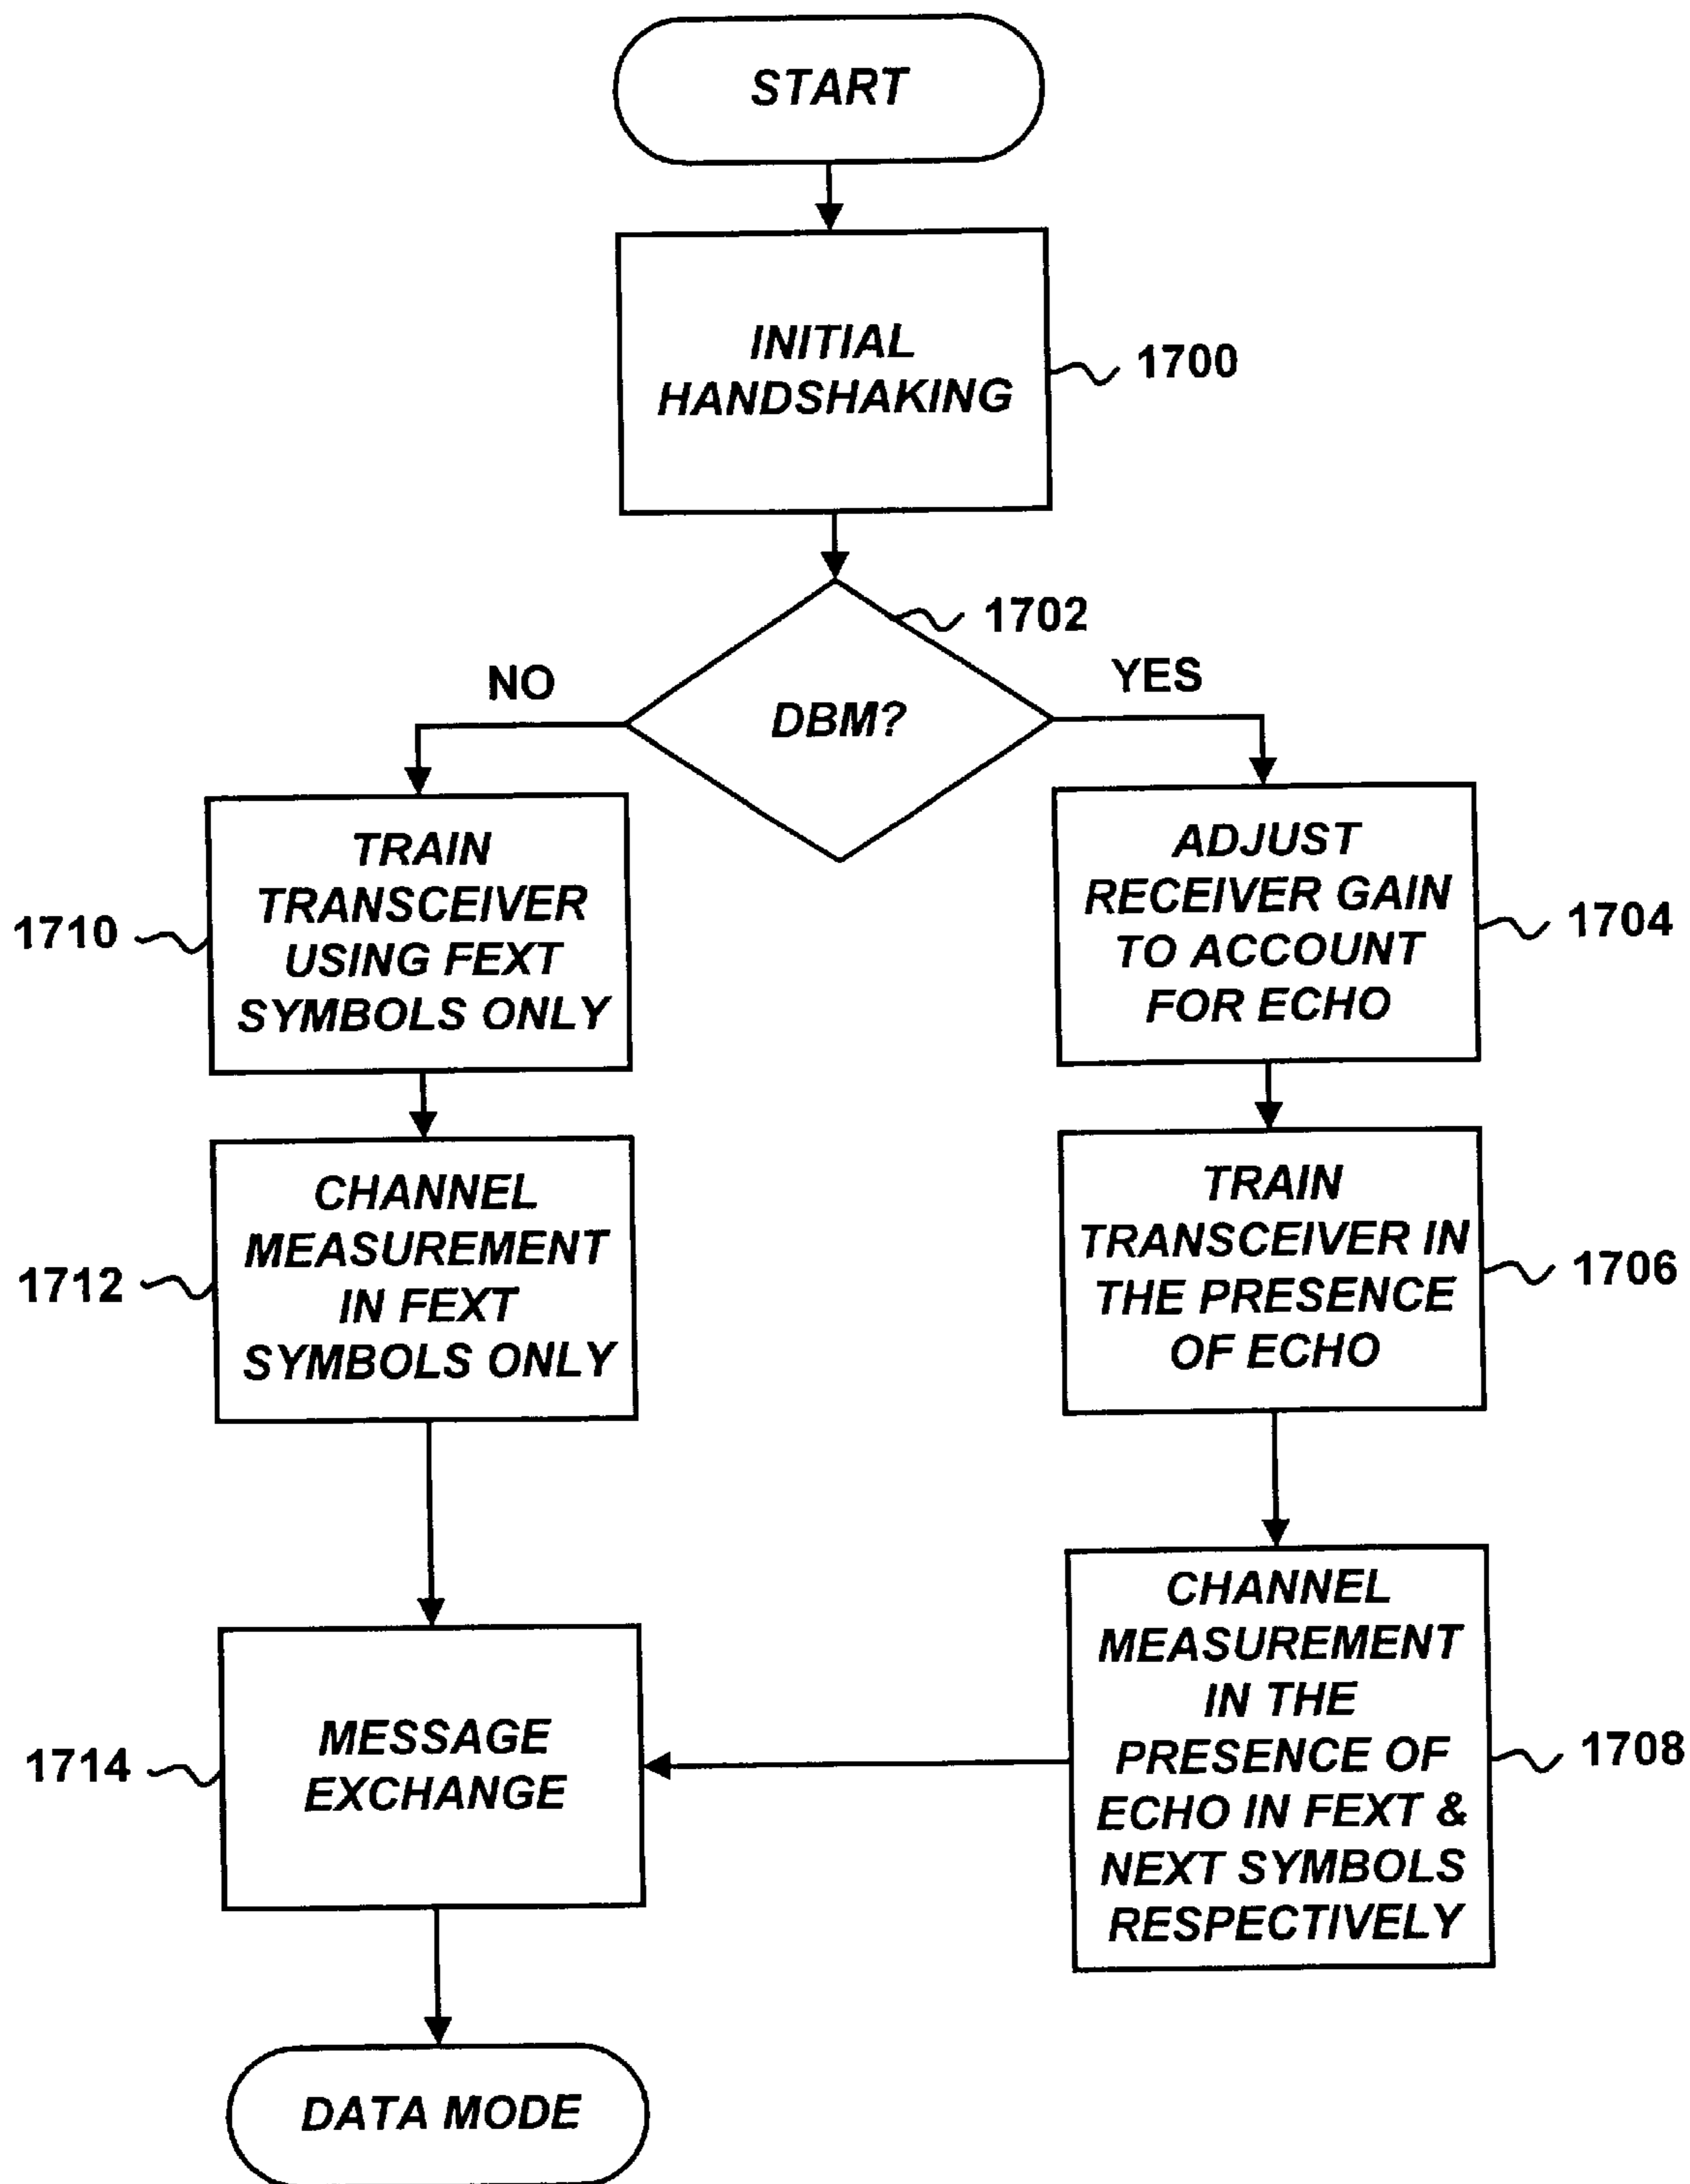 START
INITIAL
HANDSHAKING
1700
1702
NO
YES
DBM?
TRAIN
TRANSCEIVER
USING FEXT
SYMBOLS ONLY
1710
ADJUST
RECEIVER GAIN
TO ACCOUNT
FOR ECHO
1704
CHANNEL
MEASUREMENT
IN FEXT
SYMBOLS ONLY
1712
TRAIN
TRANSCEIVER IN
THE PRESENCE
OF ECHO
1706
CHANNEL
MEASUREMENT
IN THE
PRESENCE OF
ECHO IN FEXT &
NEXT SYMBOLS
RESPECTIVELY
1708
MESSAGE
EXCHANGE
1714
DATA MODE